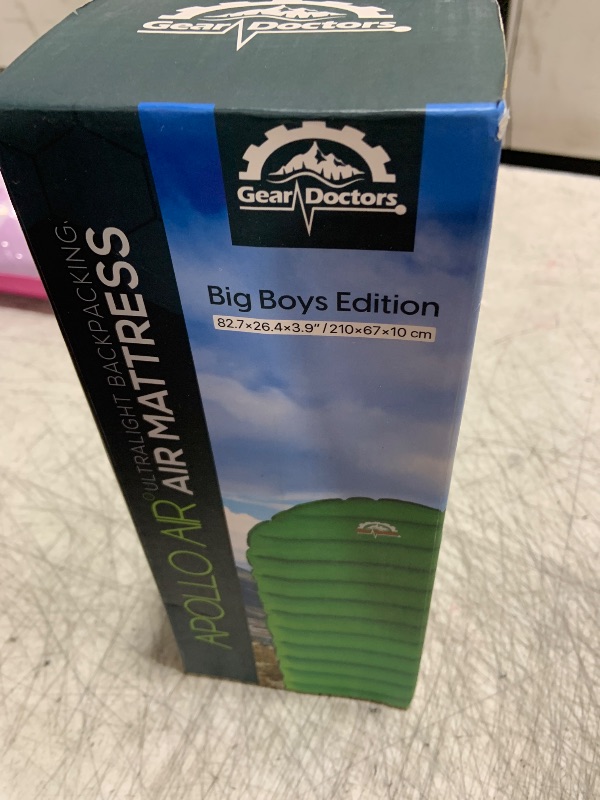 Gear Doctors
Gear Doctors
Big Boys Edition
82.7×26.4×3.9" / 210×67×10 cm
APOLLO AIR
ULTRALIGHT BACKPACKING
AIR MATTRESS